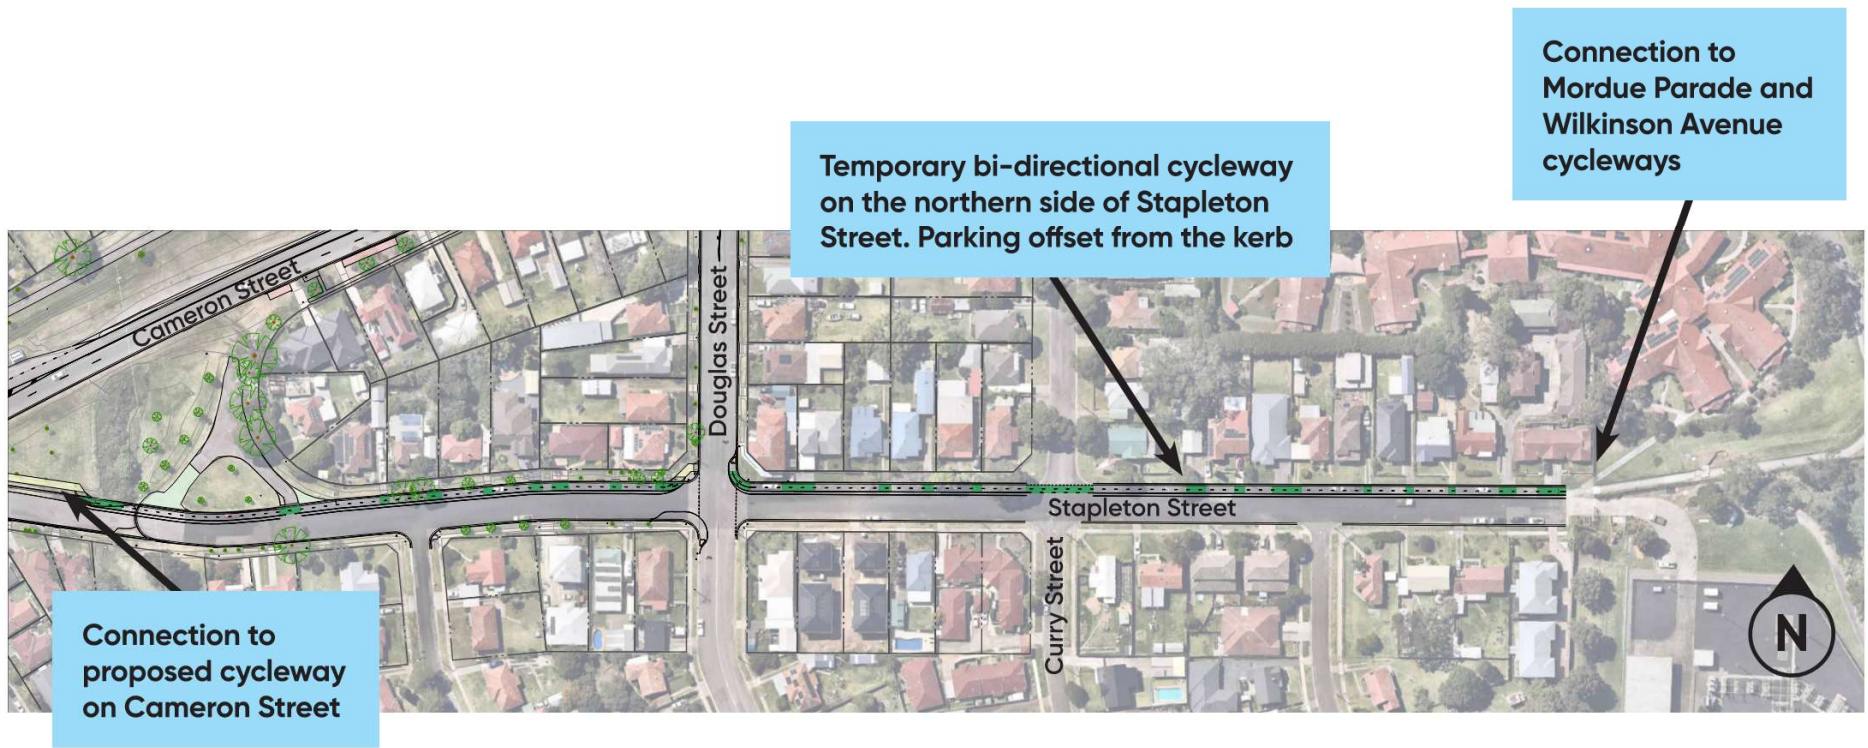 Connection to
Mordue Parade and
Wilkinson Avenue
cycleways
Temporary bi-directional cycleway
on the northern side of Stapleton
Street. Parking offset from the kerb
Cameron Street
Douglas Street
Stapleton Street
Curry Street
N
Connection to
proposed cycleway
on Cameron Street